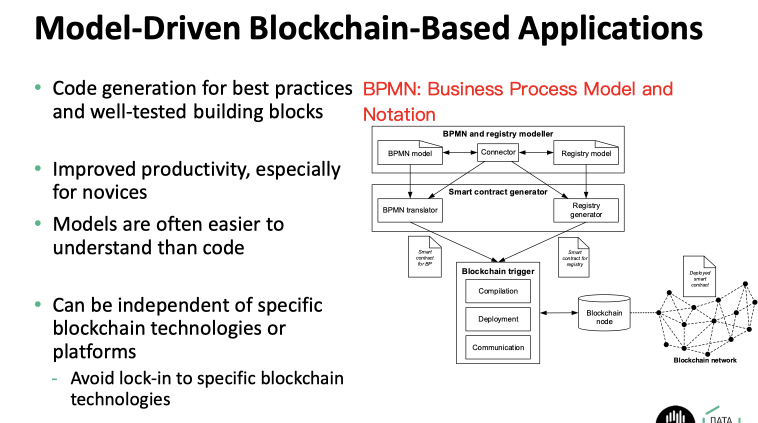 Model-Driven Blockchain-Based Applications
• Code generation for best practices
and well-tested building blocks
• Improved productivity, especially
for novices
• Models are often easier to
understand than code
• Can be independent of specific
blockchain technologies or
platforms
- Avoid lock-in to specific blockchain
technologies
BPMN: Business Process Model and
Notation
BPMN and registry modeller
BPMN model
Connector
Registry model
Smart contract generator
BPMN translator
Registry
generator
Smart
contract
for BP
Smart
contract for
registry
Blockchain trigger
Compilation
Deployment
Communication
Blockchain
node
Deployed
smart
contract
Blockchain network
DATA